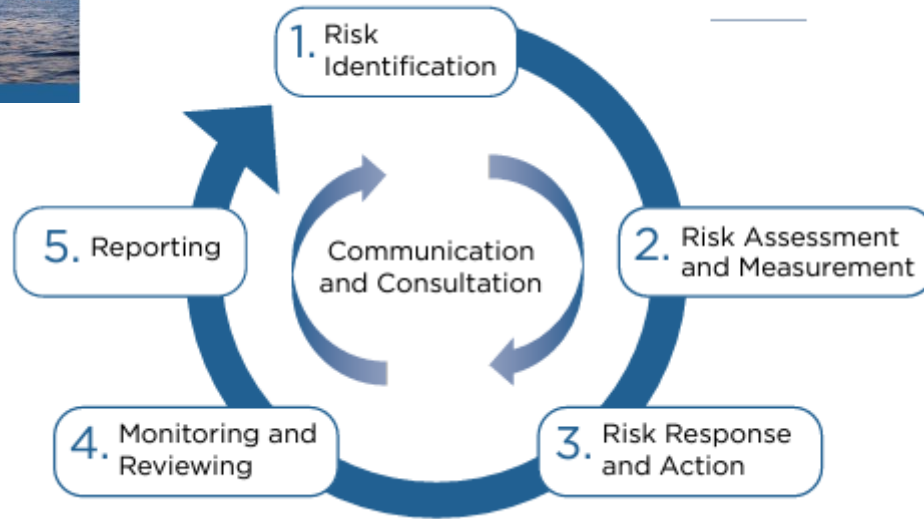 1. Risk
Identification
2. Risk Assessment
and Measurement
3. Risk Response
and Action
4. Monitoring and
Reviewing
5. Reporting
Communication
and Consultation